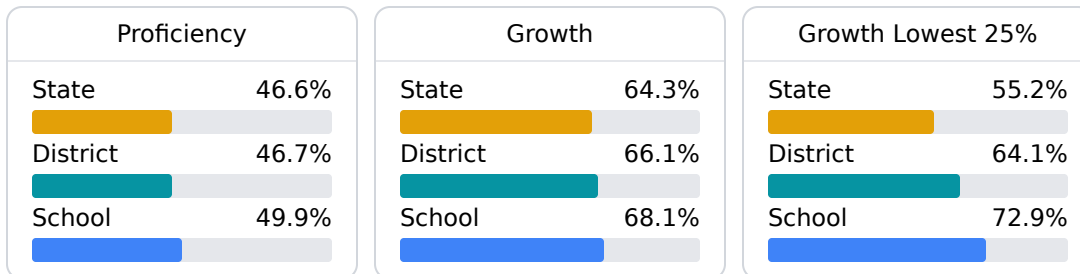 Proficiency
State 46.6%
District 46.7%
School 49.9%
Growth
State 64.3%
District 66.1%
School 68.1%
Growth Lowest 25%
State 55.2%
District 64.1%
School 72.9%